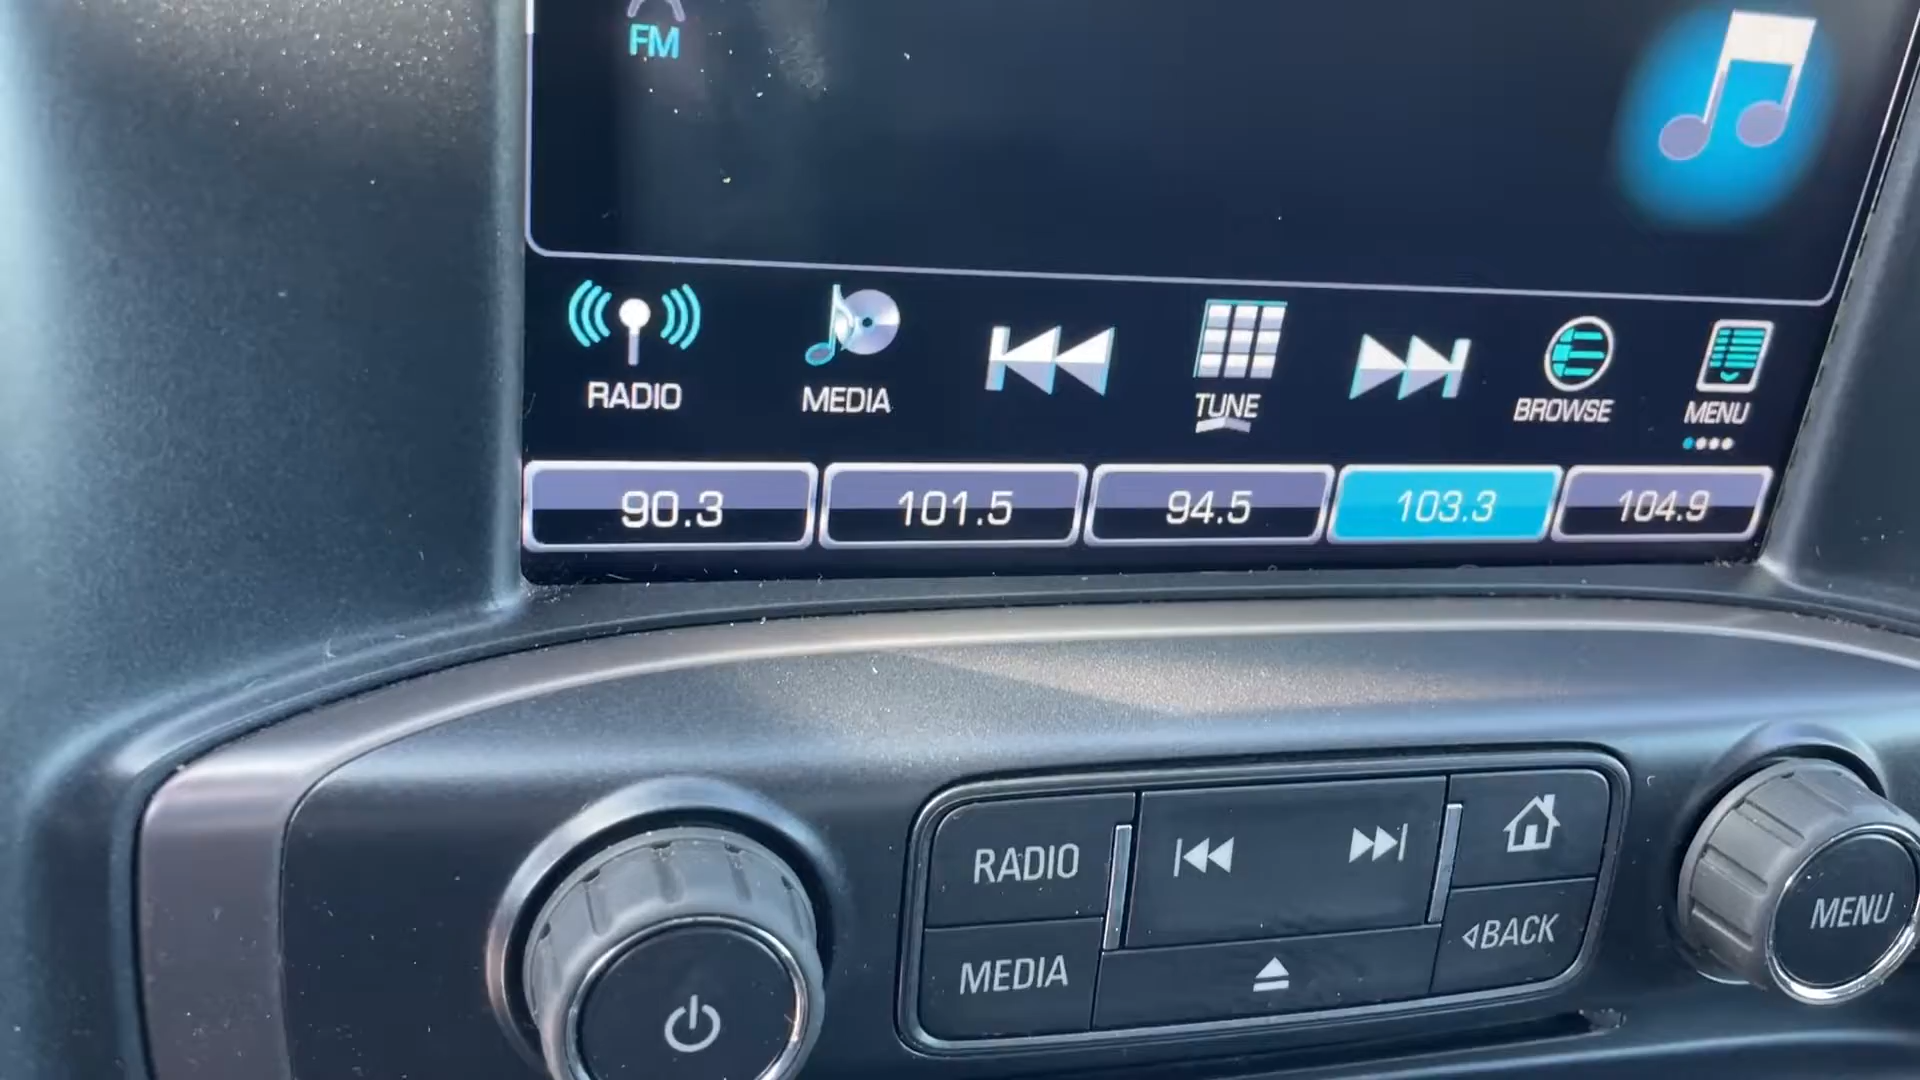 FM
RADIO MEDIA TUNE BROWSE MENU
90.3 101.5 94.5 103.3 104.9
RADIO
MEDIA
BACK
MENU